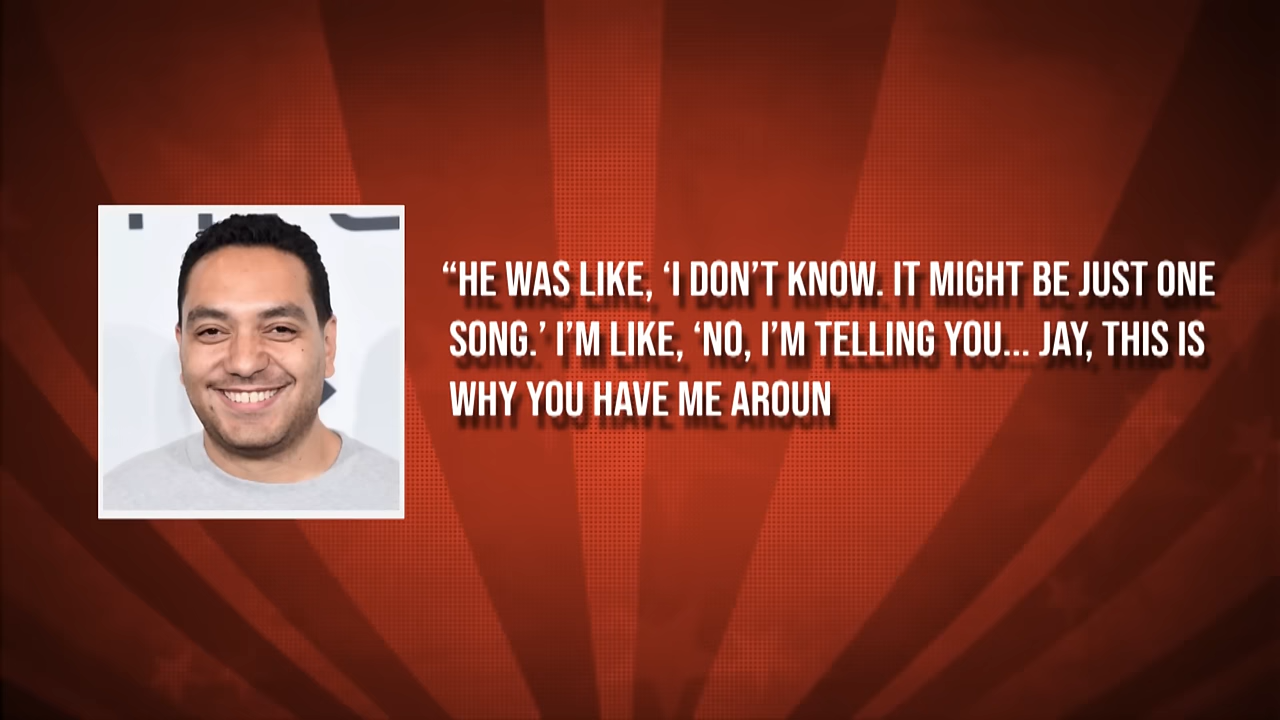 “HE WAS LIKE, ‘I DON’T KNOW. IT MIGHT BE JUST ONE
SONG.’ I’M LIKE, ‘NO, I’M TELLING YOU... JAY, THIS IS
WHY YOU HAVE ME AROUN